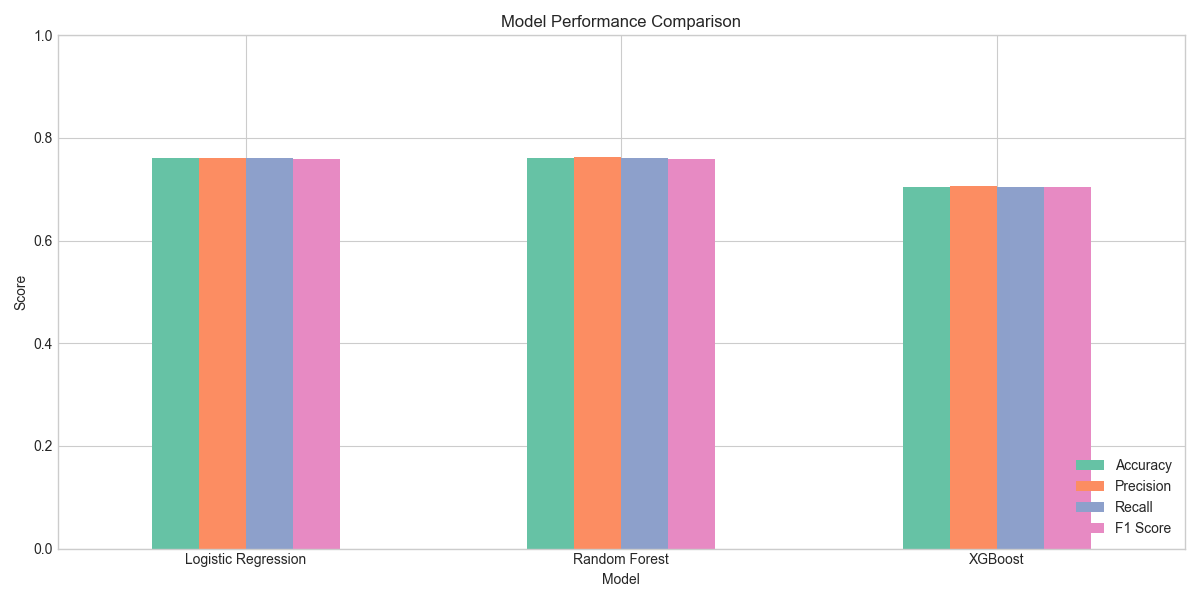 Model Performance Comparison
1.0
0.8
0.6
0.4
0.2
0.0
Score
Accuracy
Precision
Recall
F1 Score
Logistic Regression
Random Forest
XGBoost
Model